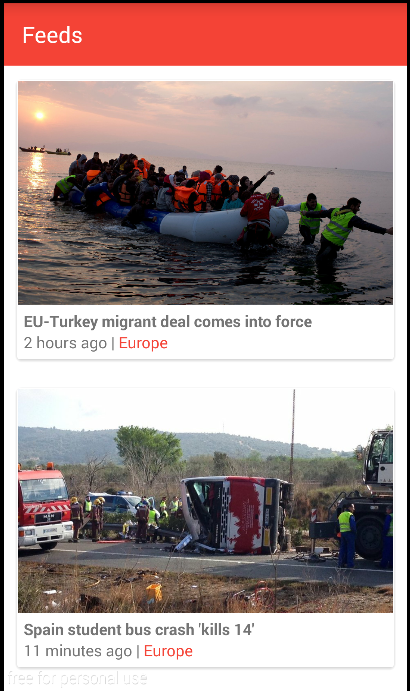 Feeds
EU-Turkey migrant deal comes into force
2 hours ago | Europe
Spain student bus crash 'kills 14'
11 minutes ago | Europe
free for personal use